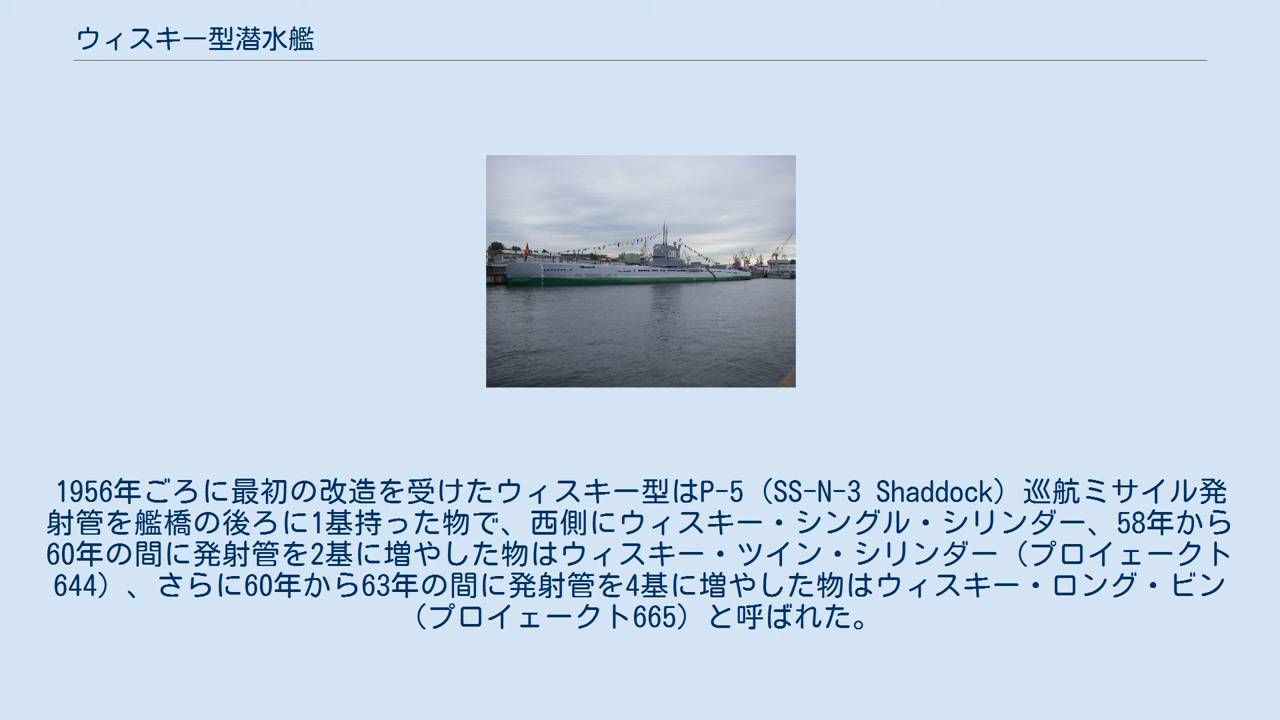 ウィスキー型潜水艦
1956年ごろに最初の改造を受けたウィスキー型はP-5（SS-N-3 Shaddock）巡航ミサイル発
射管を艦橋の後ろに1基持った物で、西側にウィスキー・シングル・シリンダー、58年から
60年の間に発射管を2基に増やした物はウィスキー・ツイン・シリンダー（プロイェークト
644）、さらに60年から63年の間に発射管を4基に増やした物はウィスキー・ロング・ビン
（プロイェークト665）と呼ばれた。